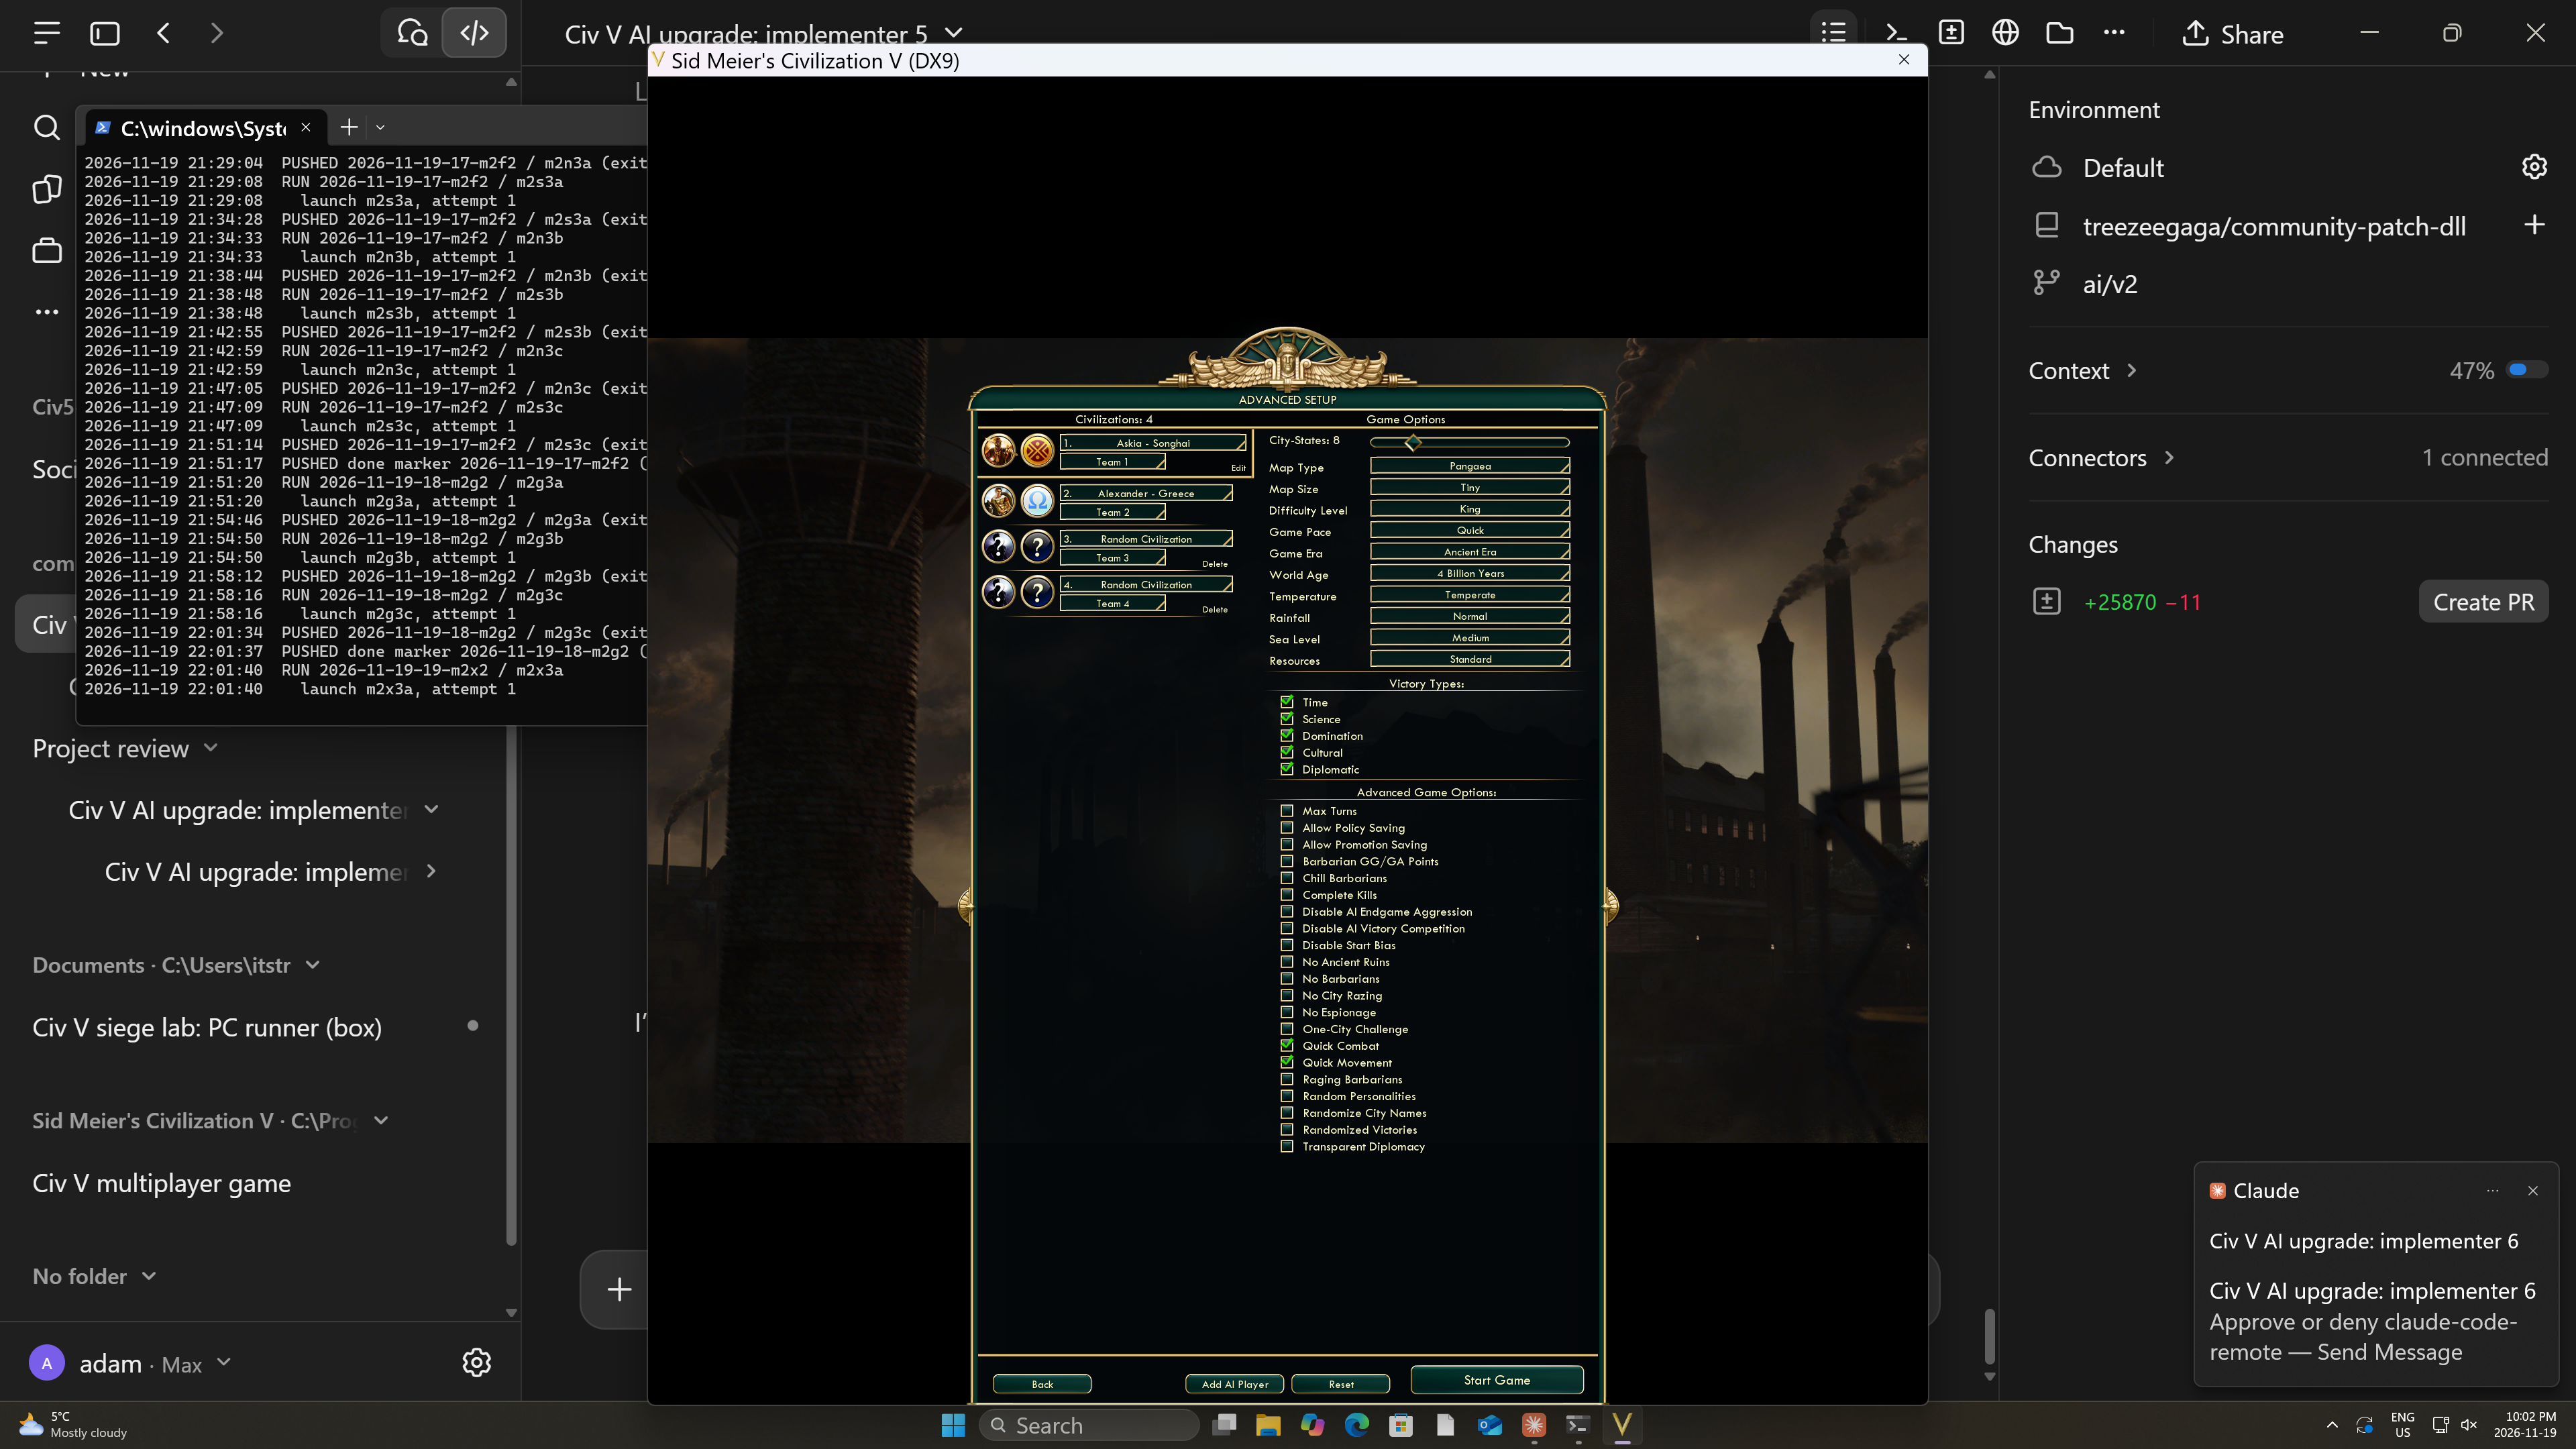 Civ V AI upgrade: implementer 5
Share
New
Sid Meier's Civilization V (DX9)
C:\windows\Syst
2026-11-19 21:29:04 PUSHED 2026-11-19-17-m2f2 / m2n3a (exit
2026-11-19 21:29:08 RUN 2026-11-19-17-m2f2 / m2s3a
2026-11-19 21:29:08 launch m2s3a, attempt 1
2026-11-19 21:34:28 PUSHED 2026-11-19-17-m2f2 / m2s3a (exit
2026-11-19 21:34:33 RUN 2026-11-19-17-m2f2 / m2n3b
2026-11-19 21:34:33 launch m2n3b, attempt 1
2026-11-19 21:38:44 PUSHED 2026-11-19-17-m2f2 / m2n3b (exit
2026-11-19 21:38:48 RUN 2026-11-19-17-m2f2 / m2s3b
2026-11-19 21:38:48 launch m2s3b, attempt 1
2026-11-19 21:42:55 PUSHED 2026-11-19-17-m2f2 / m2s3b (exit
2026-11-19 21:42:59 RUN 2026-11-19-17-m2f2 / m2n3c
2026-11-19 21:42:59 launch m2n3c, attempt 1
2026-11-19 21:47:05 PUSHED 2026-11-19-17-m2f2 / m2n3c (exit
2026-11-19 21:47:09 RUN 2026-11-19-17-m2f2 / m2s3c
2026-11-19 21:47:09 launch m2s3c, attempt 1
2026-11-19 21:51:14 PUSHED 2026-11-19-17-m2f2 / m2s3c (exit
2026-11-19 21:51:17 PUSHED done marker 2026-11-19-17-m2f2 (
2026-11-19 21:51:20 RUN 2026-11-19-18-m2g2 / m2g3a
2026-11-19 21:51:20 launch m2g3a, attempt 1
2026-11-19 21:54:46 PUSHED 2026-11-19-18-m2g2 / m2g3a (exit
2026-11-19 21:54:50 RUN 2026-11-19-18-m2g2 / m2g3b
2026-11-19 21:54:50 launch m2g3b, attempt 1
2026-11-19 21:58:12 PUSHED 2026-11-19-18-m2g2 / m2g3b (exit
2026-11-19 21:58:16 RUN 2026-11-19-18-m2g2 / m2g3c
2026-11-19 21:58:16 launch m2g3c, attempt 1
2026-11-19 22:01:34 PUSHED 2026-11-19-18-m2g2 / m2g3c (exit
2026-11-19 22:01:37 PUSHED done marker 2026-11-19-18-m2g2 (
2026-11-19 22:01:40 RUN 2026-11-19-19-m2x2 / m2x3a
2026-11-19 22:01:40 launch m2x3a, attempt 1
Civ5
Soci
com
Civ
Project review
Civ V AI upgrade: implementer
Civ V AI upgrade: implemen
Documents · C:\Users\itstr
Civ V siege lab: PC runner (box)
Sid Meier's Civilization V · C:\Prog
Civ V multiplayer game
No folder
A
adam · Max
I'
ADVANCED SETUP
Civilizations: 4
1. Askia - Songhai
Team 1
Edit
2. Alexander - Greece
Team 2
3. Random Civilization
Team 3
Delete
4. Random Civilization
Team 4
Delete
Game Options
City-States: 8
Map Type Pangaea
Map Size Tiny
Difficulty Level King
Game Pace Quick
Game Era Ancient Era
World Age 4 Billion Years
Temperature Temperate
Rainfall Normal
Sea Level Medium
Resources Standard
Victory Types:
Time
Science
Domination
Cultural
Diplomatic
Advanced Game Options:
Max Turns
Allow Policy Saving
Allow Promotion Saving
Barbarian GG/GA Points
Chill Barbarians
Complete Kills
Disable AI Endgame Aggression
Disable AI Victory Competition
Disable Start Bias
No Ancient Ruins
No Barbarians
No City Razing
No Espionage
One-City Challenge
Quick Combat
Quick Movement
Raging Barbarians
Random Personalities
Randomize City Names
Randomized Victories
Transparent Diplomacy
Back
Add AI Player
Reset
Start Game
Environment
Default
treezeegaga/community-patch-dll
ai/v2
Context 47%
Connectors 1 connected
Changes
+25870 −11
Create PR
Claude
Civ V AI upgrade: implementer 6
Civ V AI upgrade: implementer 6
Approve or deny claude-code-
remote — Send Message
5°C
Mostly cloudy
Search
ENG
US
10:02 PM
2026-11-19